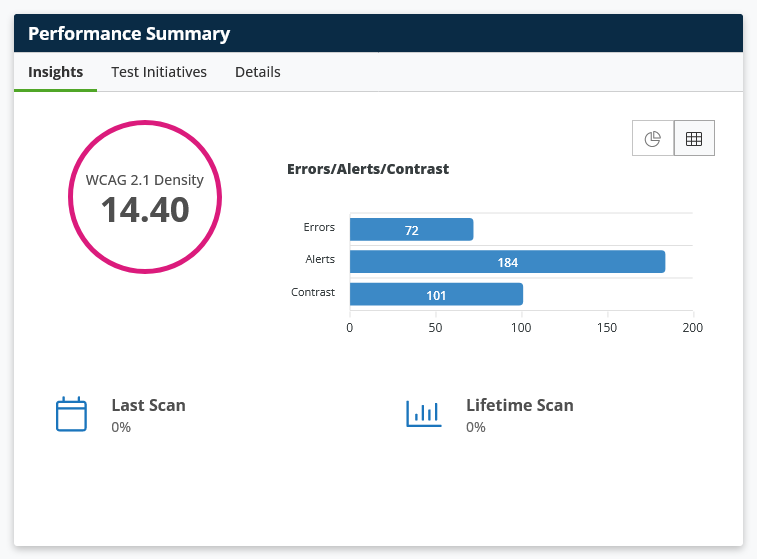 Performance Summary
Insights Test Initiatives Details
WCAG 2.1 Density
14.40
Errors/Alerts/Contrast
Errors 72
Alerts 184
Contrast 101
0 50 100 150 200
Last Scan
0%
Lifetime Scan
0%